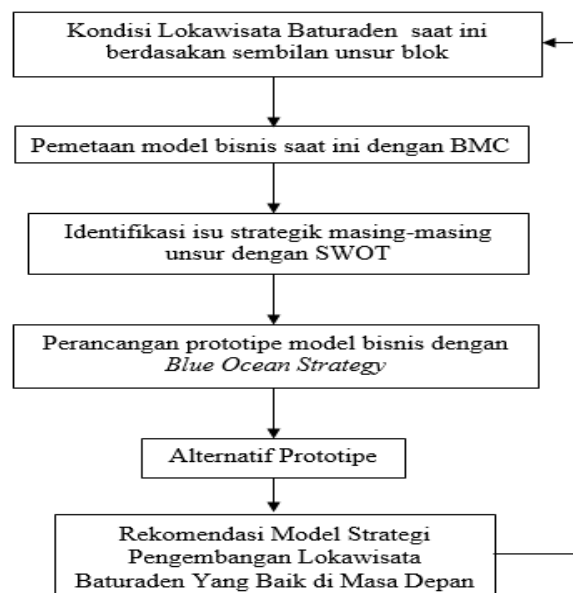 Kondisi Lokawisata Baturaden saat ini
berdasakan sembilan unsur blok
Pemetaan model bisnis saat ini dengan BMC
Identifikasi isu strategik masing-masing
unsur dengan SWOT
Perancangan prototipe model bisnis dengan
Blue Ocean Strategy
Alternatif Prototipe
Rekomendasi Model Strategi
Pengembangan Lokawisata
Baturaden Yang Baik di Masa Depan